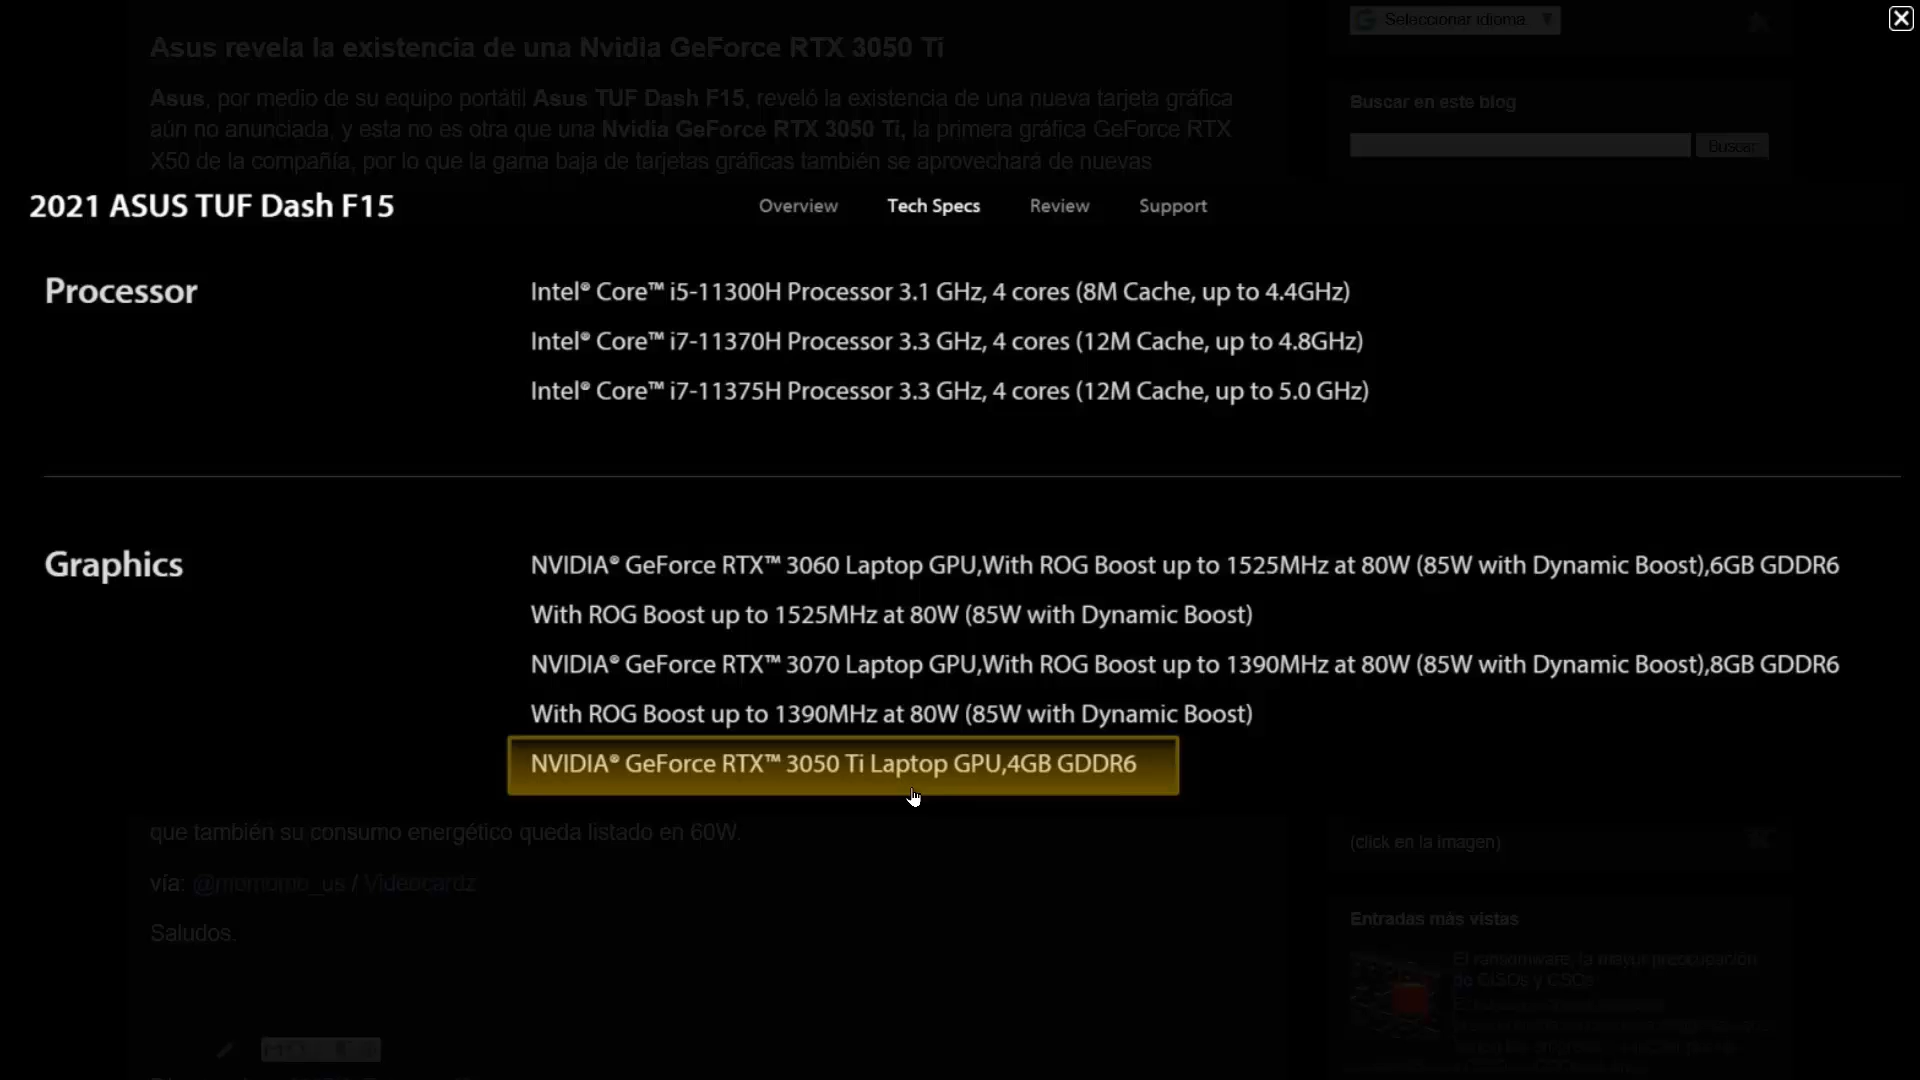 Seleccionar idioma ▼
Asus revela la existencia de una Nvidia GeForce RTX 3050 Ti
Asus, por medio de su equipo portátil Asus TUF Dash F15, reveló la existencia de una nueva tarjeta gráfica
aún no anunciada, y esta no es otra que una Nvidia GeForce RTX 3050 Ti, la primera gráfica GeForce RTX
X50 de la compañía, por lo que la gama baja de tarjetas gráficas también se aprovechará de nuevas
Buscar en este blog
Buscar
2021 ASUS TUF Dash F15
Overview
Tech Specs
Review
Support
Processor
Intel® Core™ i5-11300H Processor 3.1 GHz, 4 cores (8M Cache, up to 4.4GHz)
Intel® Core™ i7-11370H Processor 3.3 GHz, 4 cores (12M Cache, up to 4.8GHz)
Intel® Core™ i7-11375H Processor 3.3 GHz, 4 cores (12M Cache, up to 5.0 GHz)
Graphics
NVIDIA® GeForce RTX™ 3060 Laptop GPU,With ROG Boost up to 1525MHz at 80W (85W with Dynamic Boost),6GB GDDR6
With ROG Boost up to 1525MHz at 80W (85W with Dynamic Boost)
NVIDIA® GeForce RTX™ 3070 Laptop GPU,With ROG Boost up to 1390MHz at 80W (85W with Dynamic Boost),8GB GDDR6
With ROG Boost up to 1390MHz at 80W (85W with Dynamic Boost)
NVIDIA® GeForce RTX™ 3050 Ti Laptop GPU,4GB GDDR6
que también su consumo energético queda listado en 60W.
vía: @momomo_us / Videocardz
Saludos.
(click en la imagen)
Entradas más vistas
El ransomware, la mayor preocupación
de CISOs y CSOs